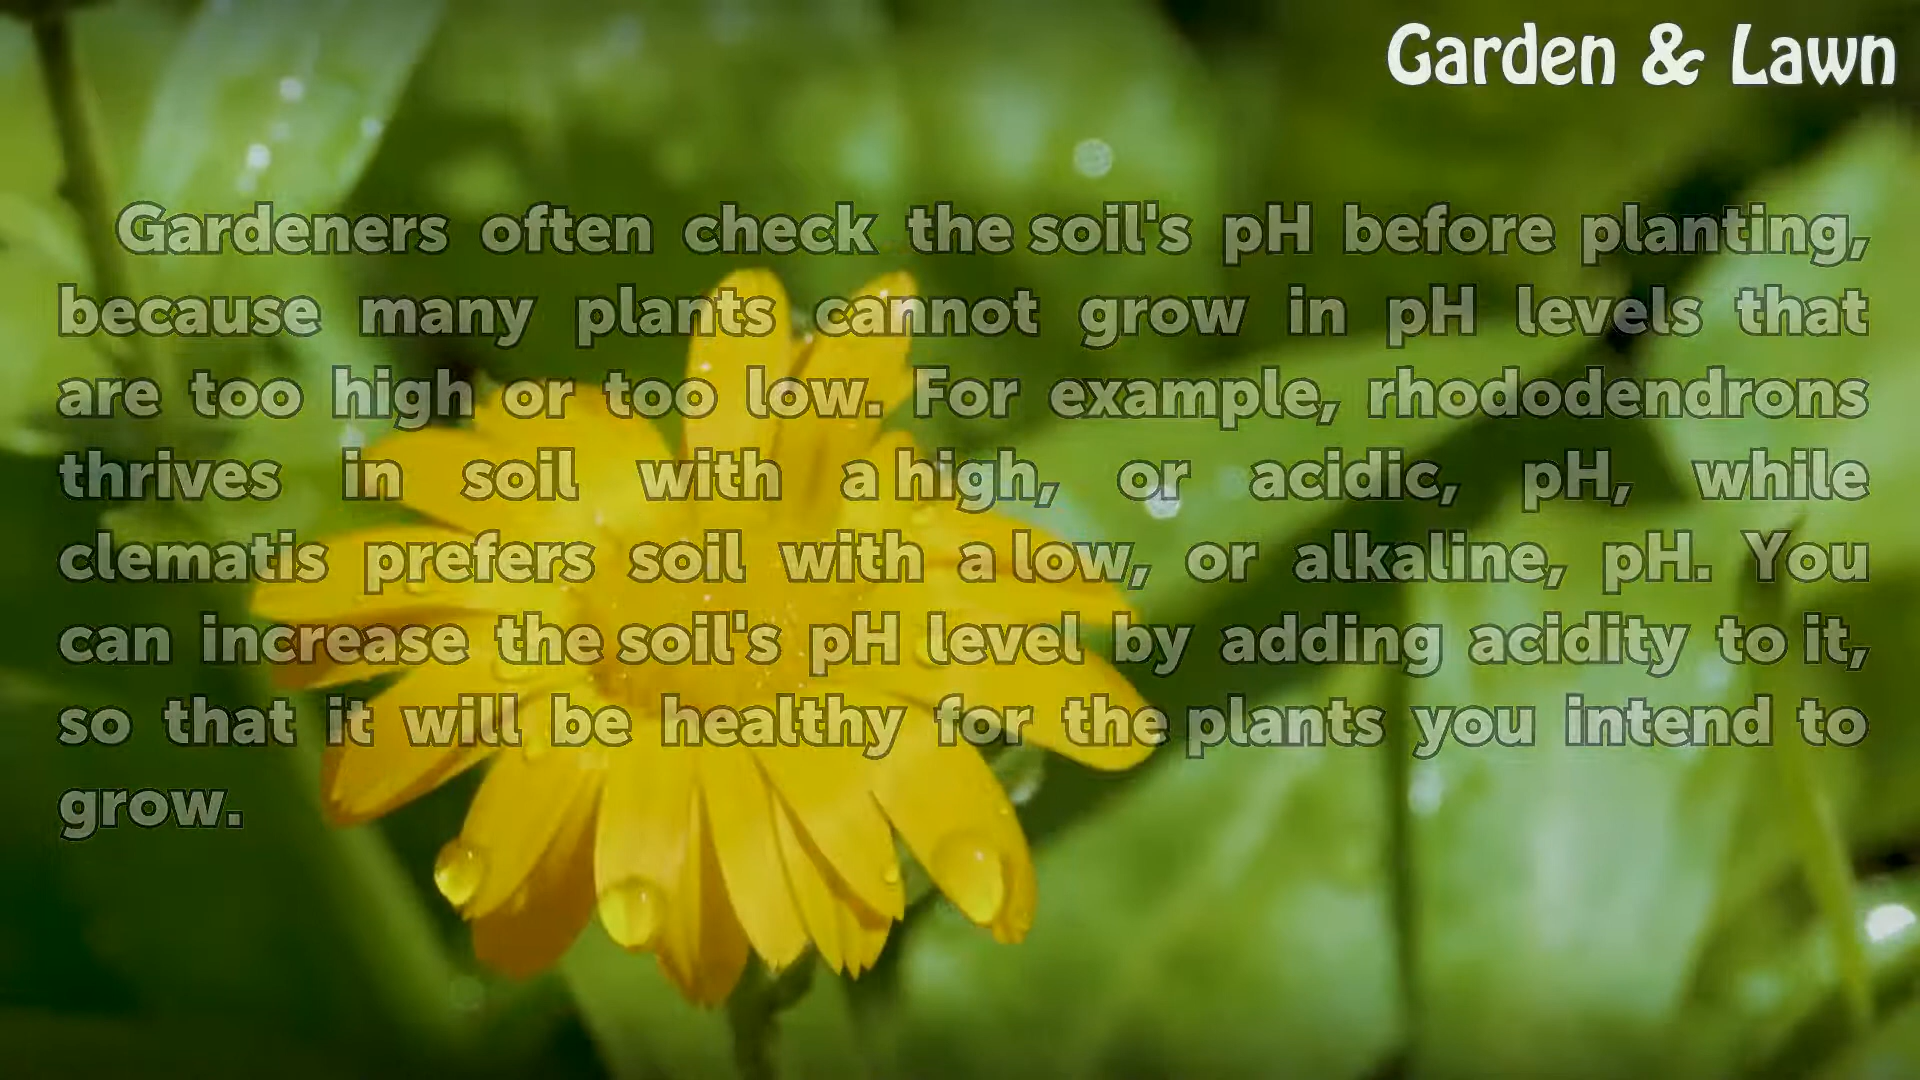 Garden & Lawn
Gardeners often check the soil's pH before planting,
because many plants cannot grow in pH levels that
are too high or too low. For example, rhododendrons
thrives in soil with a high, or acidic, pH, while
clematis prefers soil with a low, or alkaline, pH. You
can increase the soil's pH level by adding acidity to it,
so that it will be healthy for the plants you intend to
grow.